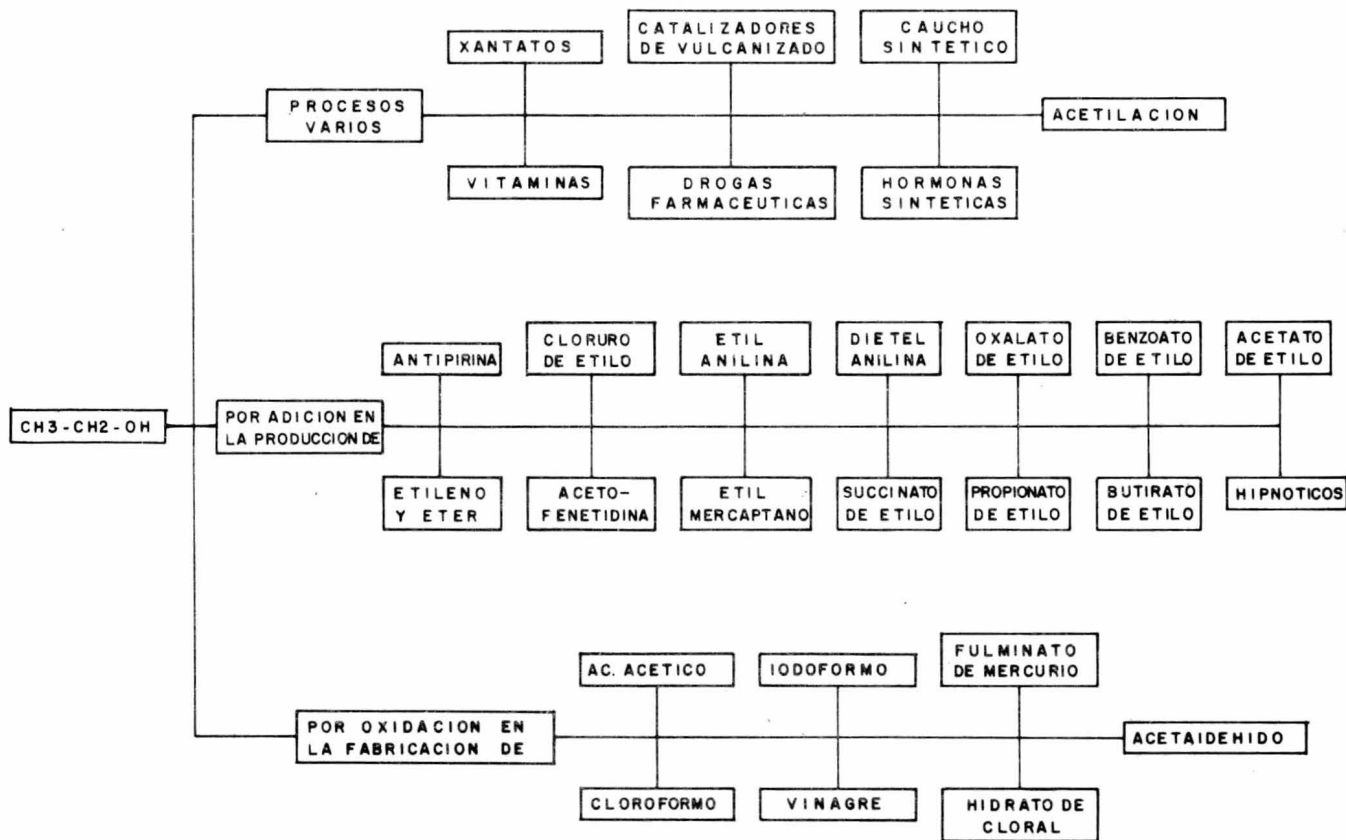 XANTATOS
CATALIZADORES
DE VULCANIZADO
CAUCHO
SINTETICO
PROCESOS
VARIOS
ACETILACION
VITAMINAS
DROGAS
FARMACEUTICAS
HORMONAS
SINTETICAS
ANTIPIRINA
CLORURO
DE ETILO
ETIL
ANILINA
DIETEL
ANILINA
OXALATO
DE ETILO
BENZOATO
DE ETILO
ACETATO
DE ETILO
CH3-CH2-OH
POR ADICION EN
LA PRODUCCION DE
ETILENO
Y ETER
ACETO-
FENETIDINA
ETIL
MERCAPTANO
SUCCINATO
DE ETILO
PROPIONATO
DE ETILO
BUTIRATO
DE ETILO
HIPNOTICOS
AC. ACETICO
IODOFORMO
FULMINATO
DE MERCURIO
POR OXIDACION EN
LA FABRICACION DE
ACETAIDEHIDO
CLOROFORMO
VINAGRE
HIDRATO DE
CLORAL